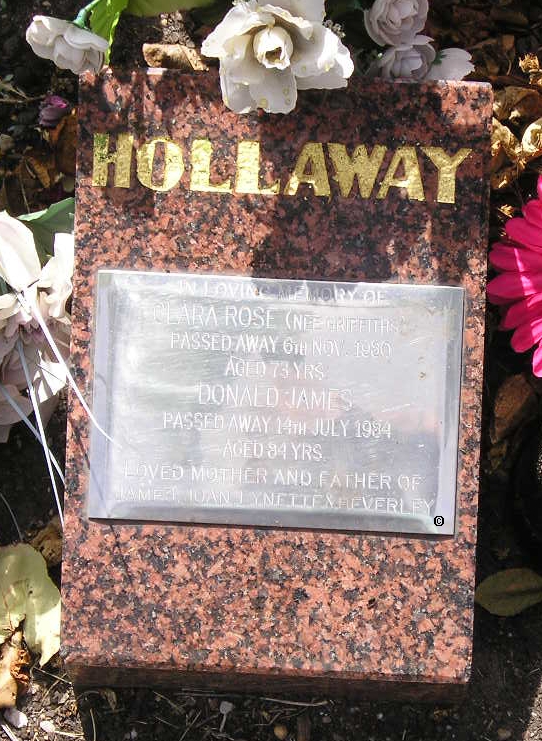 HOLLAWAY
IN LOVING MEMORY OF
CLARA ROSE (NEE GRIFFITHS)
PASSED AWAY 6TH NOV. 1980
AGED 73 YRS.
DONALD JAMES
PASSED AWAY 14TH JULY 1984
AGED 84 YRS.
LOVED MOTHER AND FATHER OF
JOAN, LYNETTE & BEVERLEY